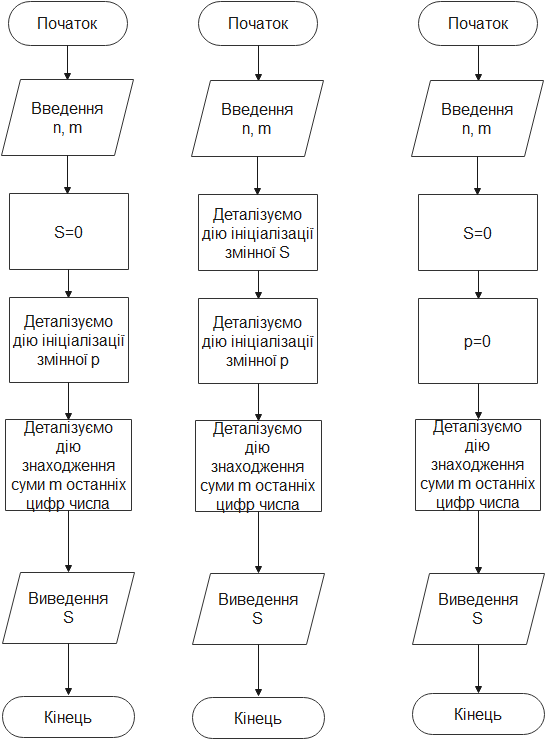 Початок
Введення
n, m
S=0
Деталізуємо
дію ініціалізації
змінної p
Деталізуємо
дію
знаходження
суми m останніх
цифр числа
Виведення
S
Кінець
Початок
Введення
n, m
Деталізуємо
дію ініціалізації
змінної S
Деталізуємо
дію ініціалізації
змінної p
Деталізуємо
дію
знаходження
суми m останніх
цифр числа
Виведення
S
Кінець
Початок
Введення
n, m
S=0
p=0
Деталізуємо
дію
знаходження
суми m останніх
цифр числа
Виведення
S
Кінець